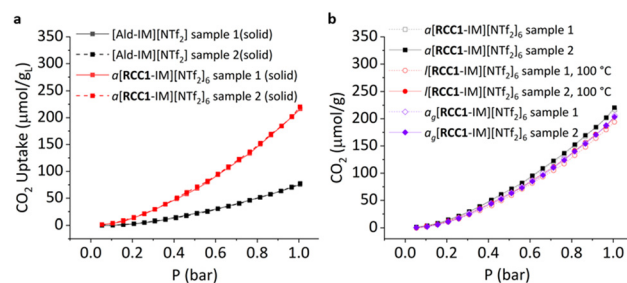 a
[Ald-IM][NTf2] sample 1(solid)
[Ald-IM][NTf2] sample 2(solid)
a[RCC1-IM][NTf2]6 sample 1 (solid)
a[RCC1-IM][NTf2]6 sample 2 (solid)
CO2 Uptake (μmol/gL)
350
300
250
200
150
100
50
0
0.0 0.2 0.4 0.6 0.8 1.0
P (bar)
b
a[RCC1-IM][NTf2]6 sample 1
a[RCC1-IM][NTf2]6 sample 2
l[RCC1-IM][NTf2]6 sample 1, 100 °C
l[RCC1-IM][NTf2]6 sample 2, 100°C
ag[RCC1-IM][NTf2]6 sample 1
ag[RCC1-IM][NTf2]6 sample 2
CO2 (μmol/g)
350
300
250
200
150
100
50
0
0.0 0.2 0.4 0.6 0.8 1.0
P (bar)